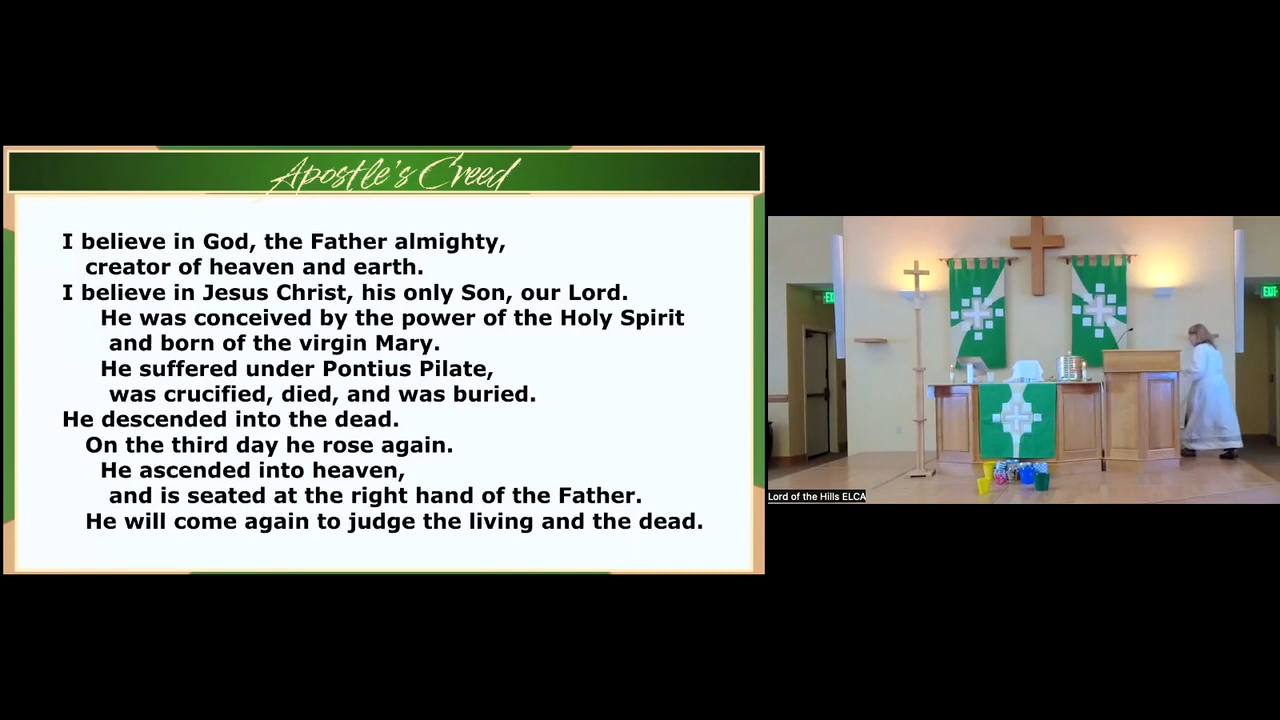 Apostle's Creed
I believe in God, the Father almighty,
creator of heaven and earth.
I believe in Jesus Christ, his only Son, our Lord.
He was conceived by the power of the Holy Spirit
and born of the virgin Mary.
He suffered under Pontius Pilate,
was crucified, died, and was buried.
He descended into the dead.
On the third day he rose again.
He ascended into heaven,
and is seated at the right hand of the Father.
He will come again to judge the living and the dead.
EXIT
EXIT
Lord of the Hills ELCA